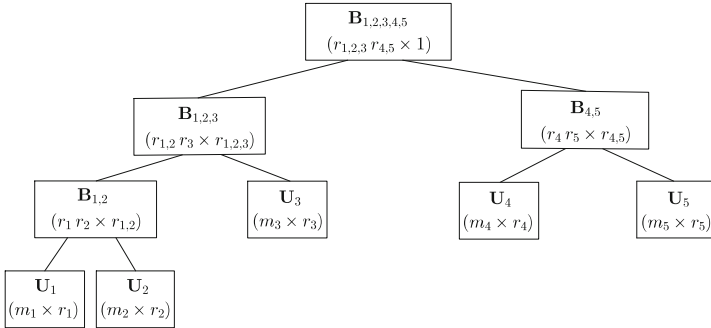 B1,2,3,4,5
(r1,2,3 r4,5 × 1)
B1,2,3
(r1,2 r3 × r1,2,3)
B4,5
(r4 r5 × r4,5)
B1,2
(r1 r2 × r1,2)
U3
(m3 × r3)
U4
(m4 × r4)
U5
(m5 × r5)
U1
(m1 × r1)
U2
(m2 × r2)